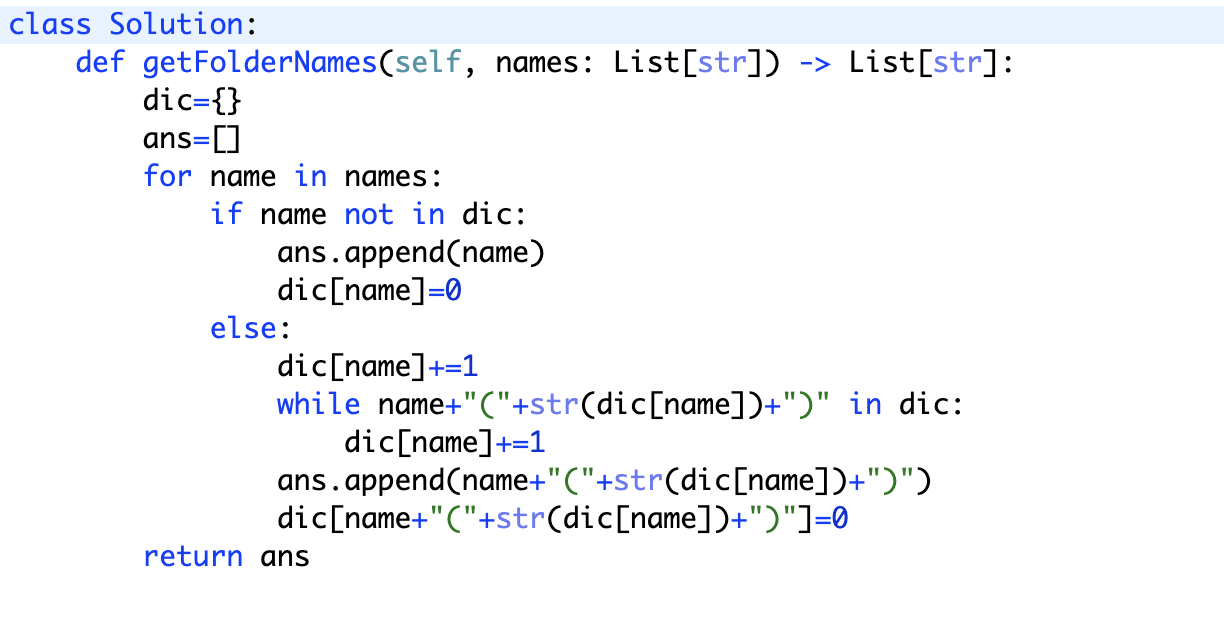 class Solution:
    def getFolderNames(self, names: List[str]) -> List[str]:
        dic={}
        ans=[]
        for name in names:
            if name not in dic:
                ans.append(name)
                dic[name]=0
            else:
                dic[name]+=1
                while name+"("+str(dic[name])+")" in dic:
                    dic[name]+=1
                ans.append(name+"("+str(dic[name])+")")
                dic[name+"("+str(dic[name])+")"]=0
        return ans